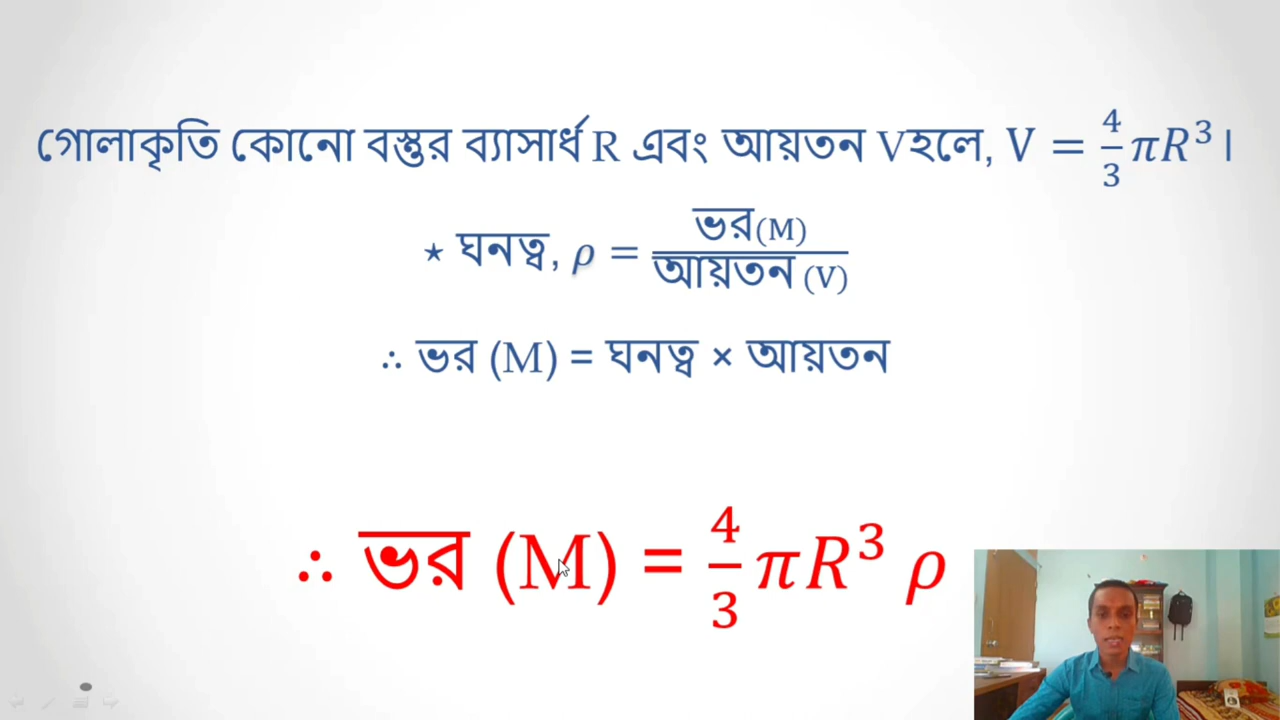 গোলাকৃতি কোনো বস্তুর ব্যাসার্ধ R এবং আয়তন Vহলে, V = 4/3 πR³।
⋆ ঘনত্ব, ρ = ভর(M)/আয়তন (V)
∴ ভর (M) = ঘনত্ব × আয়তন
∴ ভর (M) = 4/3 πR³ ρ